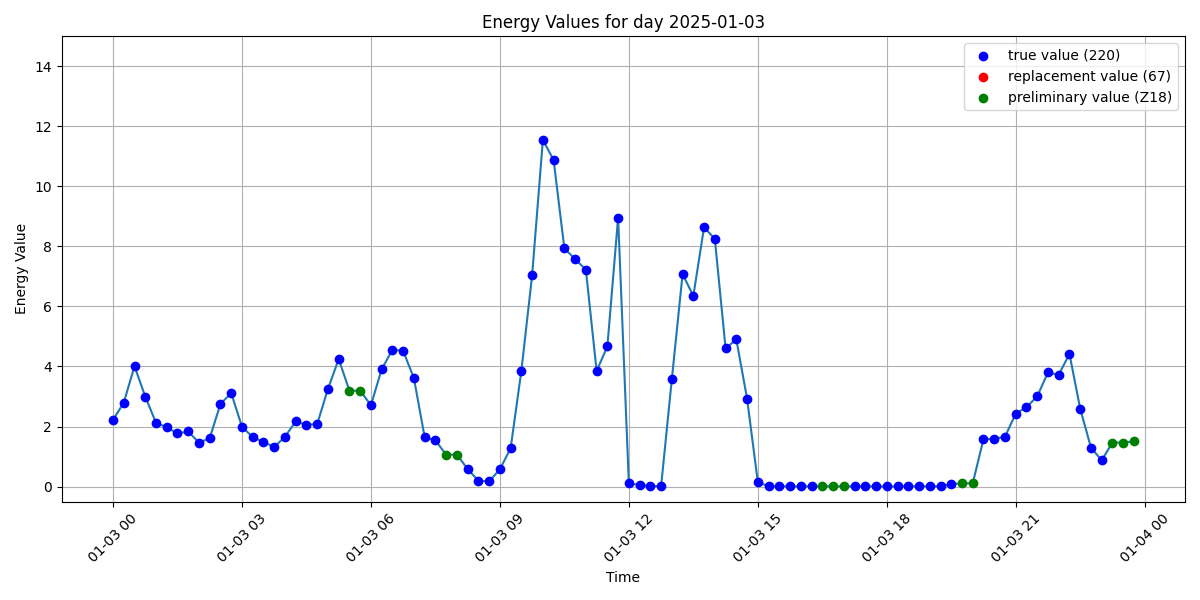 Energy Values for day 2025-01-03
true value (220)
replacement value (67)
preliminary value (Z18)
Energy Value
14
12
10
8
6
4
2
0
01-03 00
01-03 03
01-03 06
01-03 09
01-03 12
01-03 15
01-03 18
01-03 21
01-04 00
Time